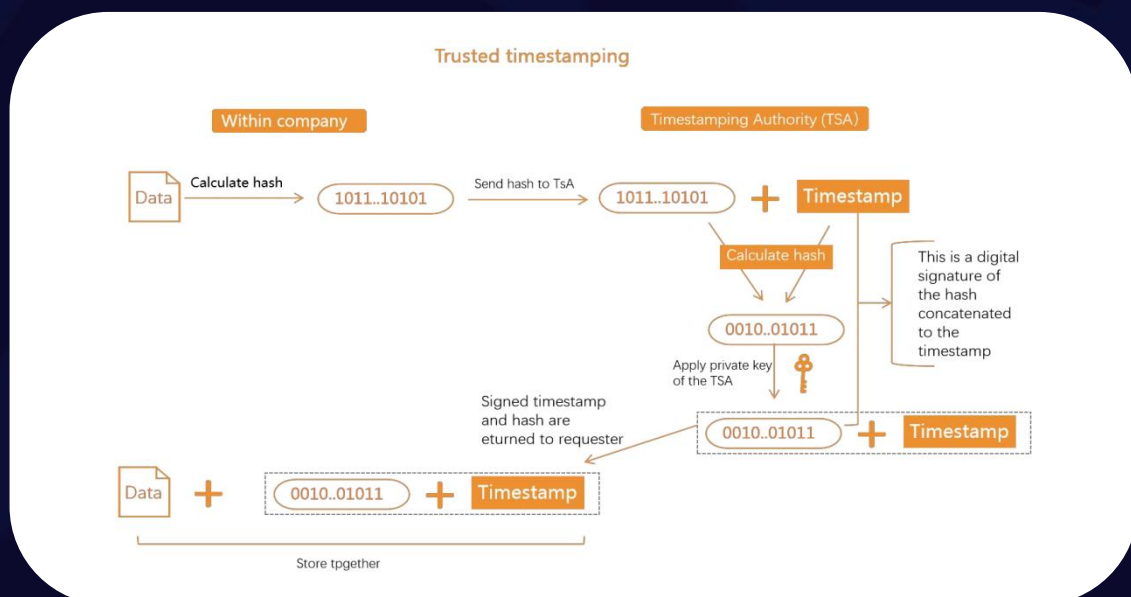 Trusted timestamping
Within company
Timestamping Authority (TSA)
Data
Calculate hash
1011..10101
Send hash to TsA
1011..10101
+
Timestamp
Calculate hash
This is a digital
signature of
the hash
concatenated
to the
timestamp
0010..01011
Apply private key
of the TSA
Signed timestamp
and hash are
eturned to requester
0010..01011
+
Timestamp
Data
+
0010..01011
+
Timestamp
Store tpgether